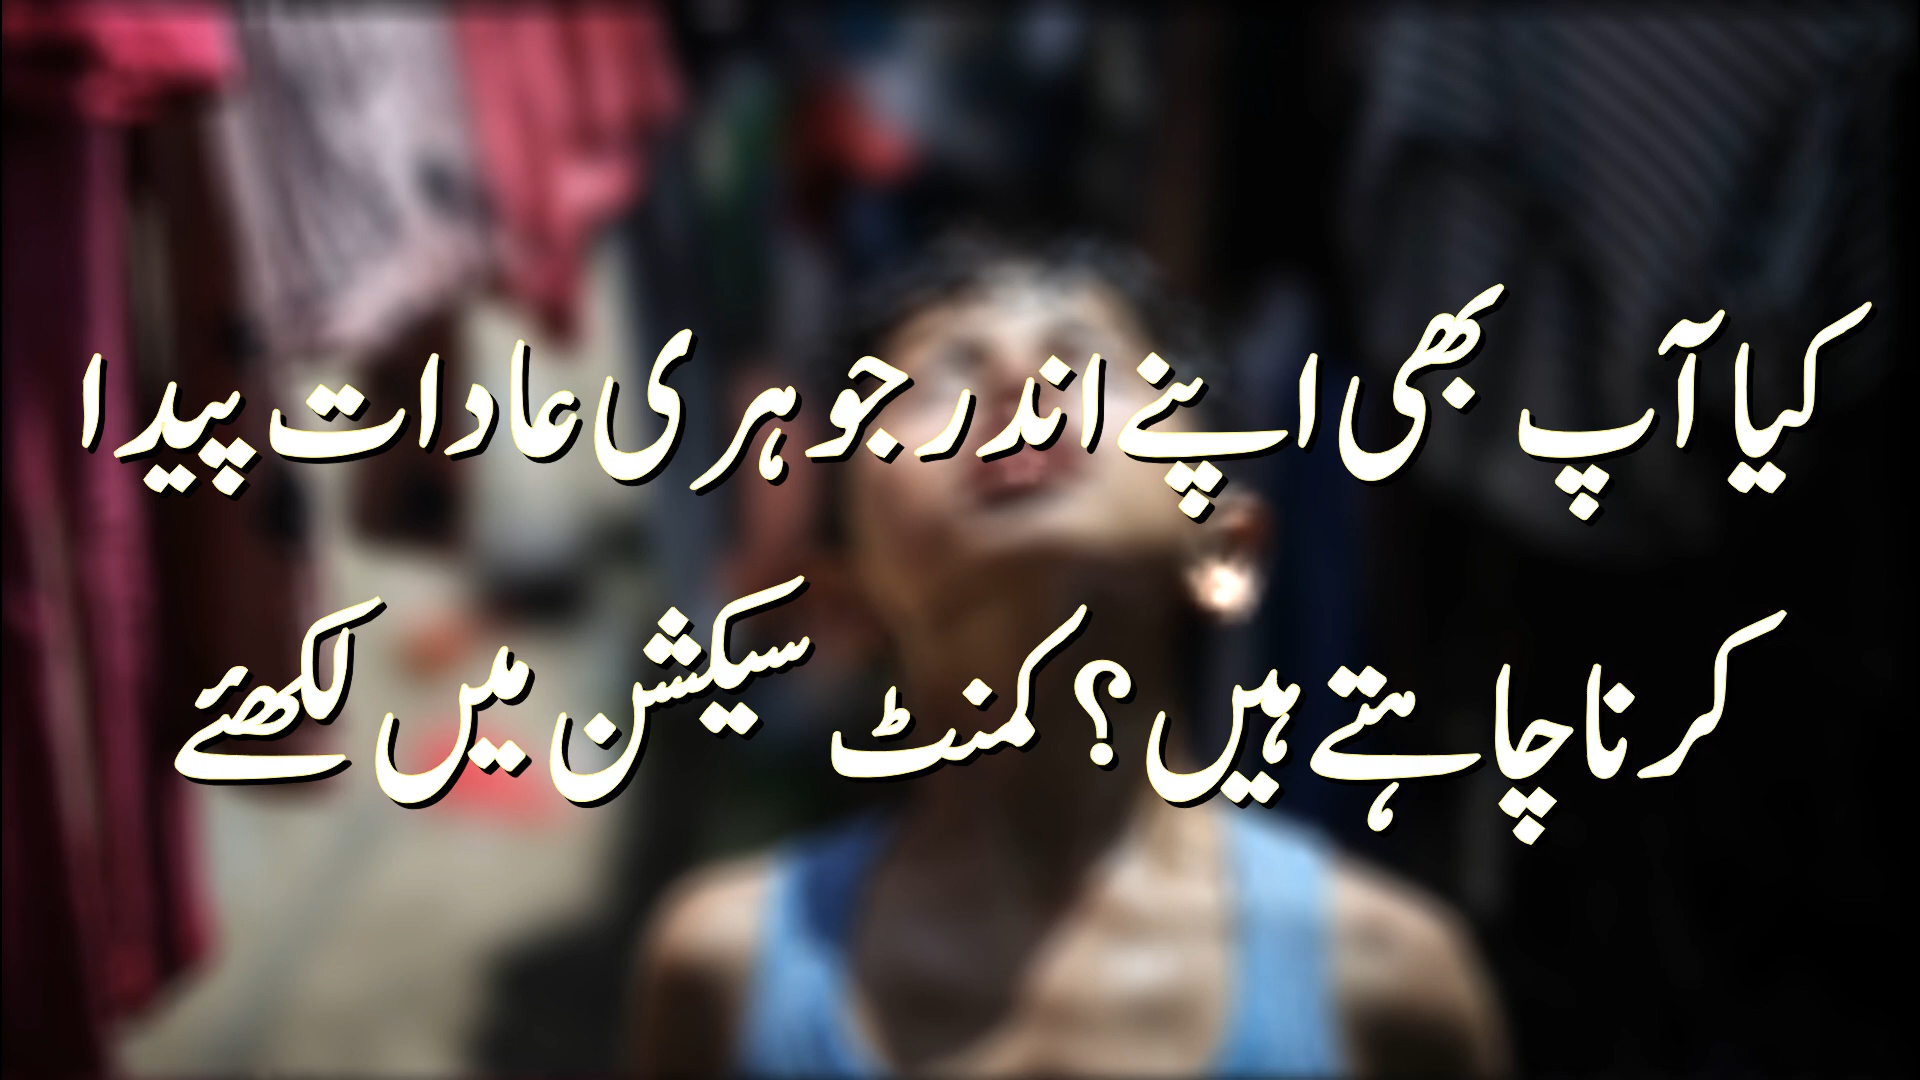 کیا آپ بھی اپنے اندر جوہری عادات پیدا
کرنا چاہتے ہیں؟ کمنٹ سیکشن میں لکھئے